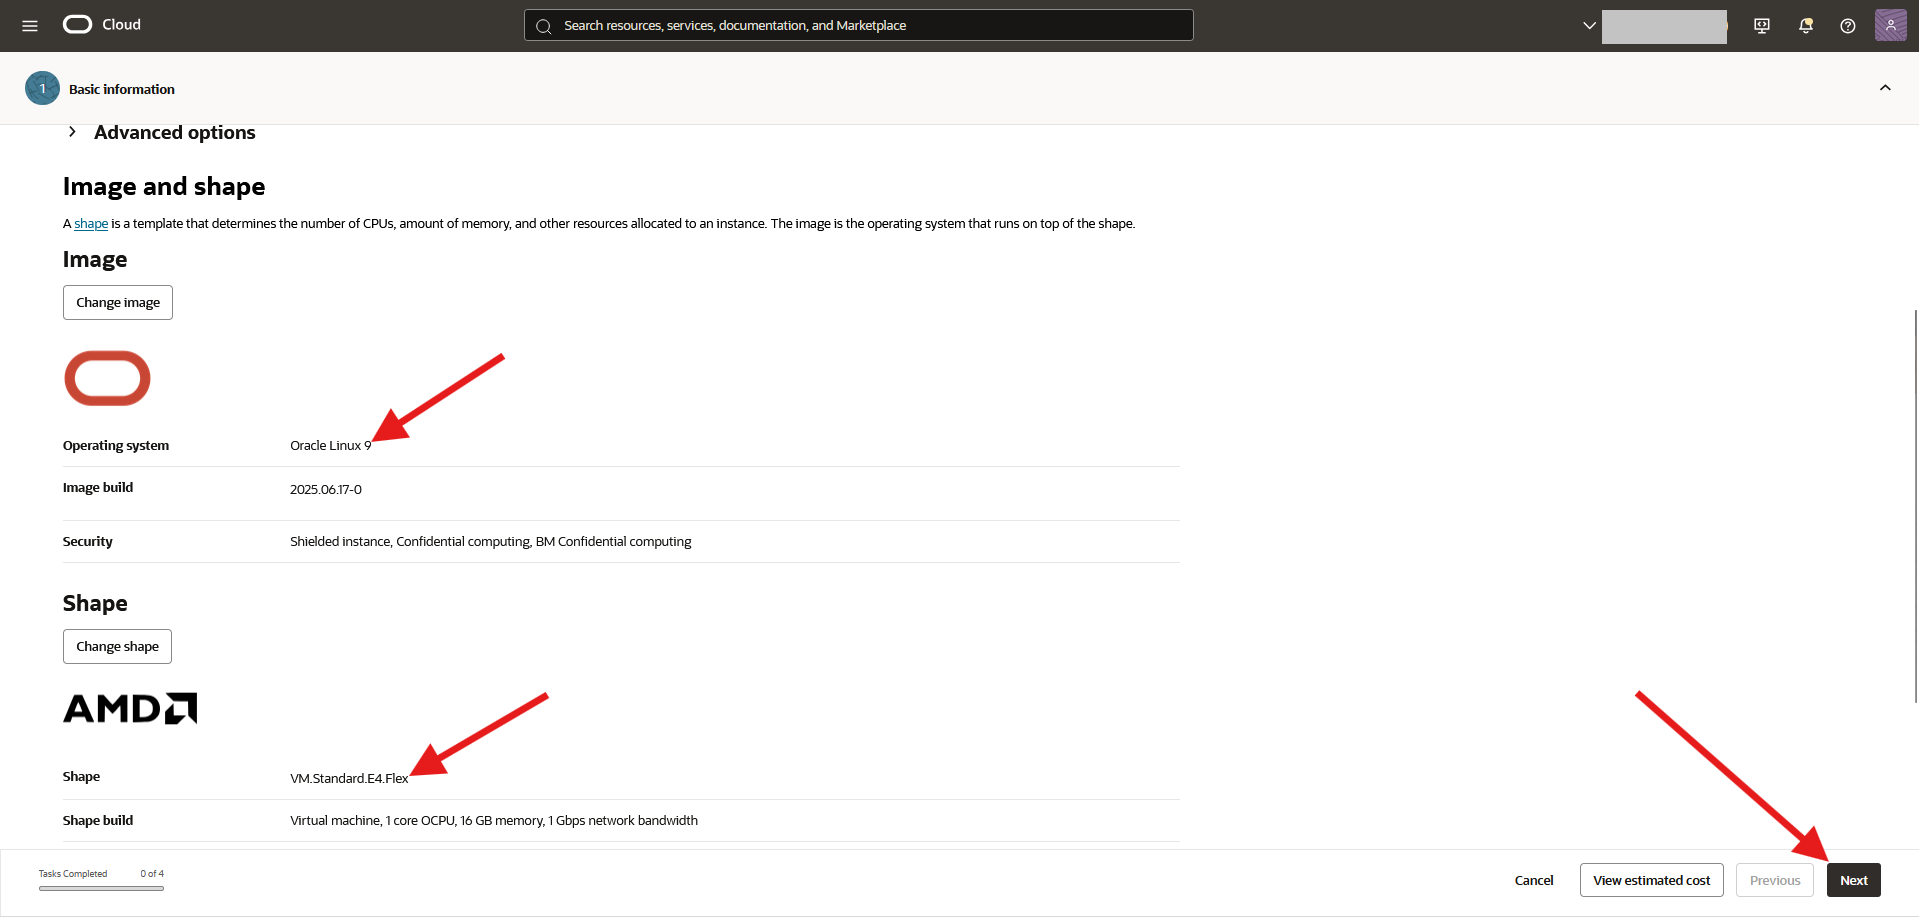 Cloud
Search resources, services, documentation, and Marketplace
1
Basic information
Advanced options
Image and shape
A shape is a template that determines the number of CPUs, amount of memory, and other resources allocated to an instance. The image is the operating system that runs on top of the shape.
Image
Change image
Operating system Oracle Linux 9
Image build 2025.06.17-0
Security Shielded instance, Confidential computing, BM Confidential computing
Shape
Change shape
AMD
Shape VM.Standard.E4.Flex
Shape build Virtual machine, 1 core OCPU, 16 GB memory, 1 Gbps network bandwidth
Tasks Completed 0 of 4
Cancel View estimated cost Previous Next